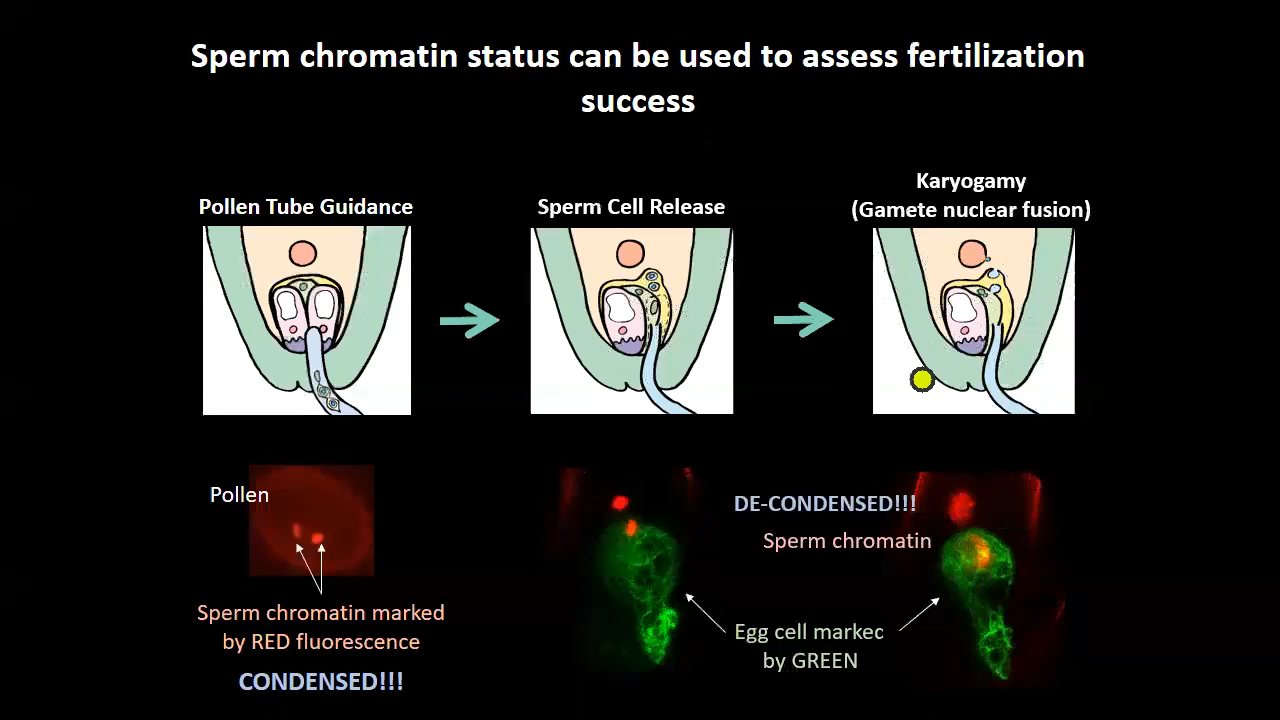 Sperm chromatin status can be used to assess fertilization
success
Pollen Tube Guidance
Sperm Cell Release
Karyogamy
(Gamete nuclear fusion)
Pollen
Sperm chromatin marked
by RED fluorescence
CONDENSED!!!
DE-CONDENSED!!!
Sperm chromatin
Egg cell marked
by GREEN